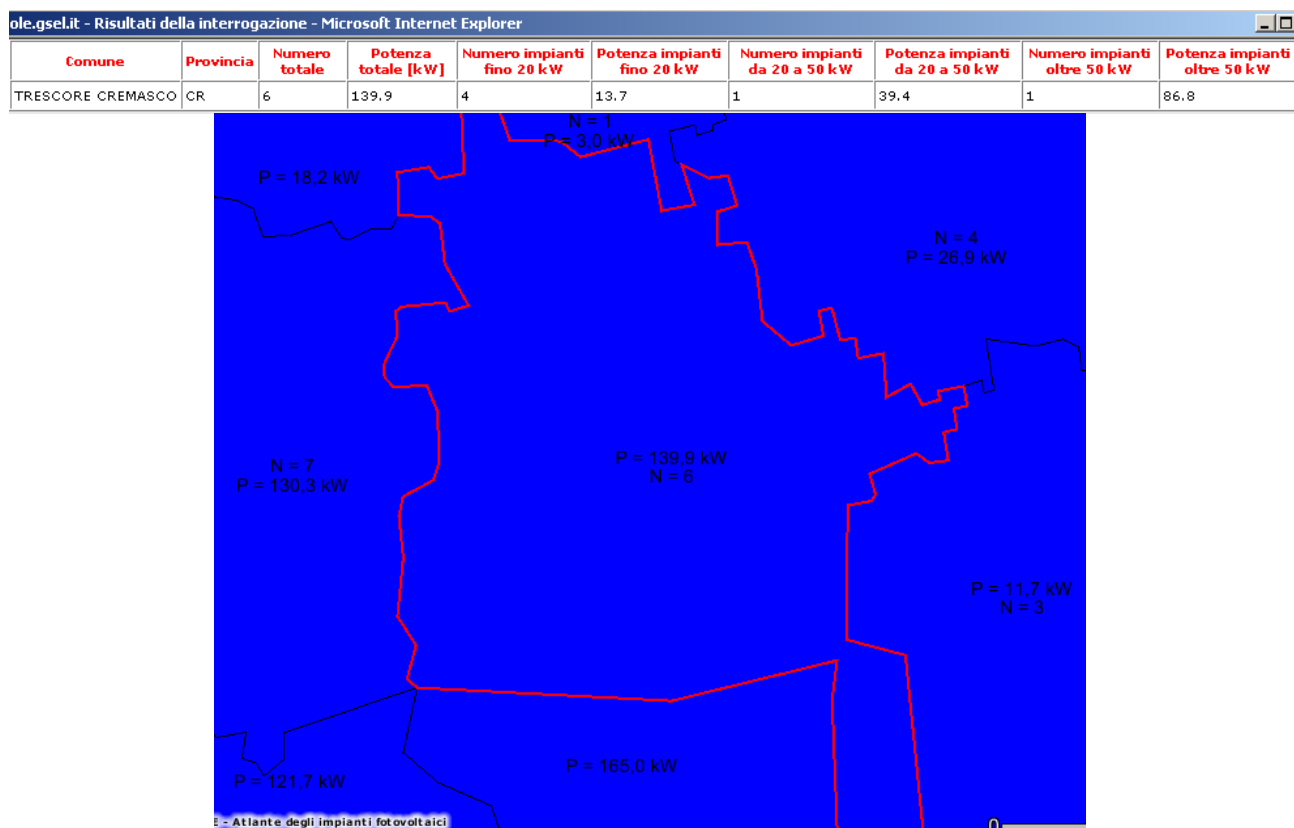 ole.gsel.it - Risultati della interrogazione - Microsoft Internet Explorer
Comune Provincia Numero totale Potenza totale [kW] Numero impianti fino 20 kW Potenza impianti fino 20 kW Numero impianti da 20 a 50 kW Potenza impianti da 20 a 50 kW Numero impianti oltre 50 kW Potenza impianti oltre 50 kW
TRESCORE CREMASCO CR 6 139.9 4 13.7 1 39.4 1 86.8
N = 1
P = 3,0 kW
P = 18,2 kW
N = 4
P = 26,9 kW
P = 139,9 kW
N = 6
N = 7
P = 130,3 kW
P = 11,7 kW
N = 3
P = 165,0 kW
P = 121,7 kW
E - Atlante degli impianti fotovoltaici
0